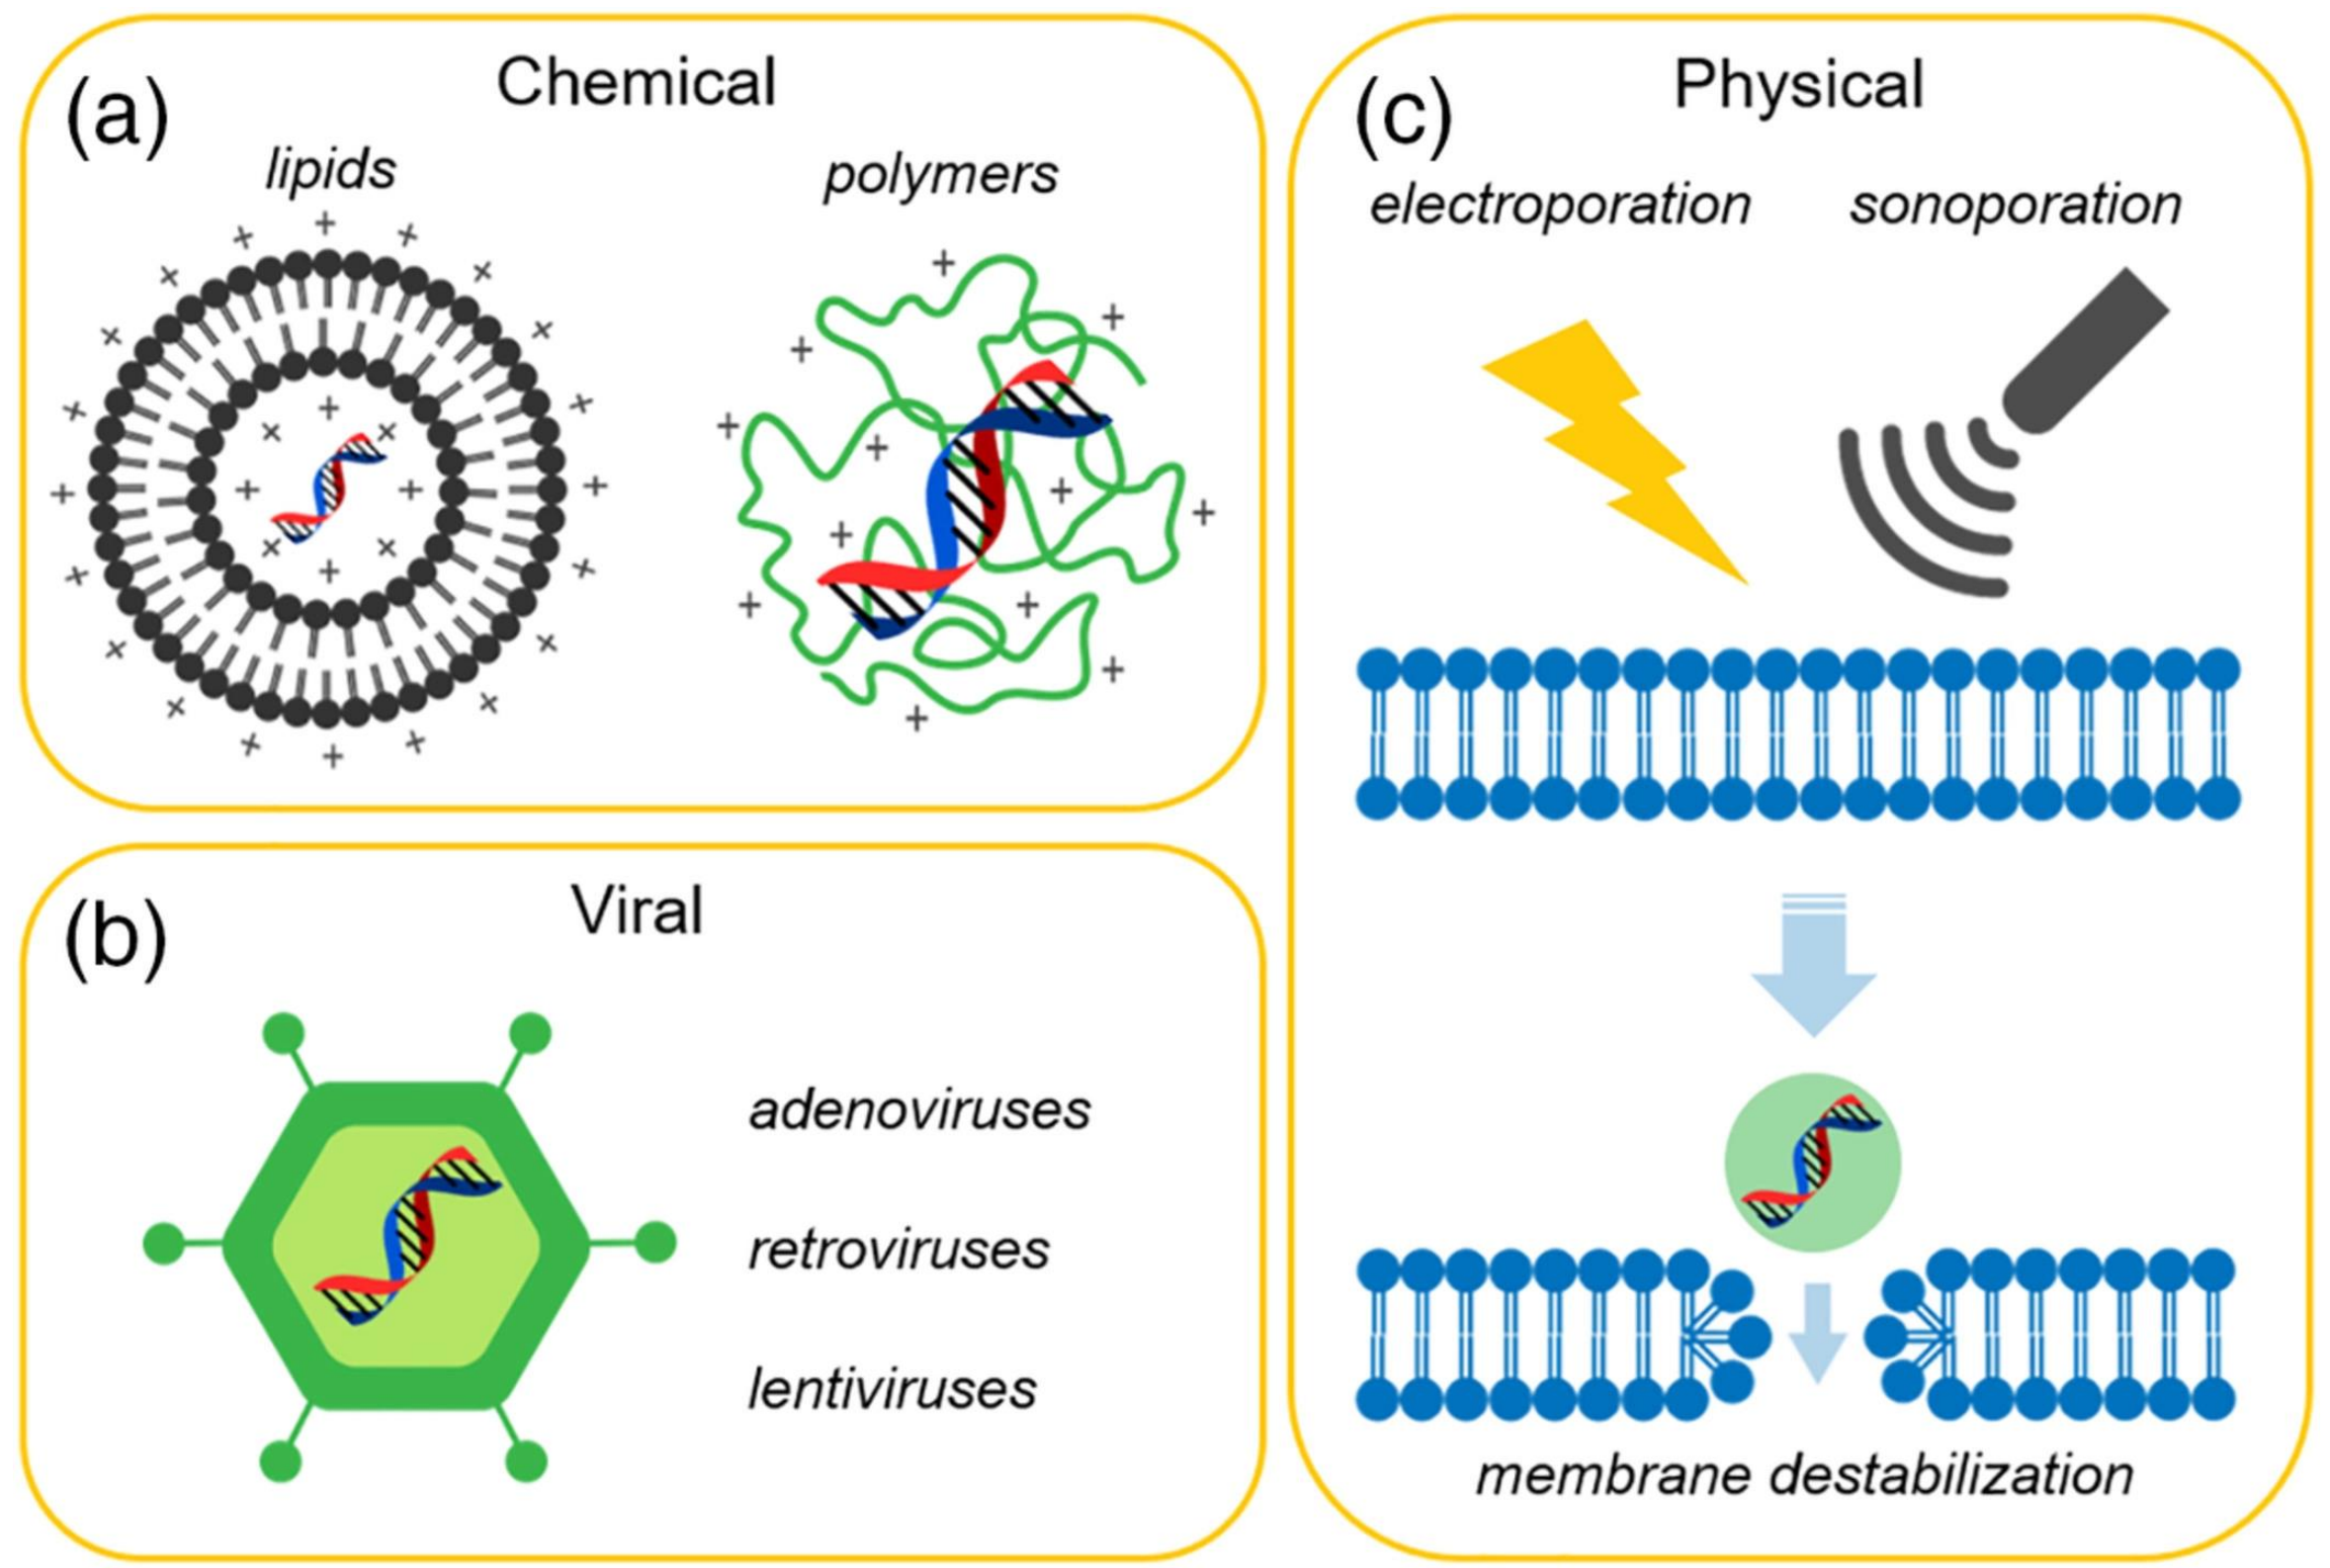 (a)
Chemical
lipids
polymers
(b)
Viral
adenoviruses
retroviruses
lentiviruses
(c)
Physical
electroporation
sonoporation
membrane destabilization